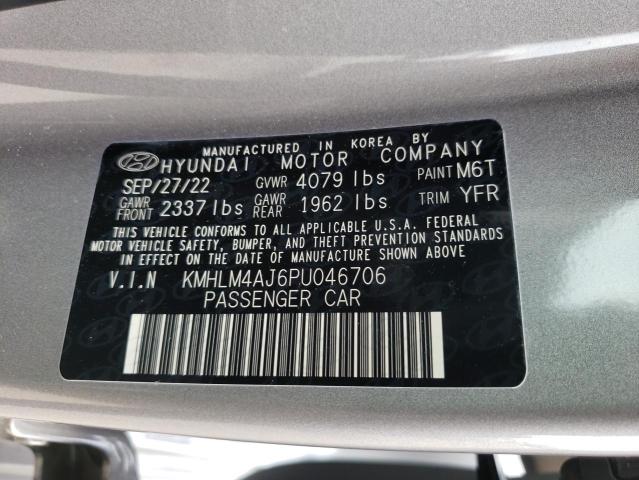 MANUFACTURED IN KOREA BY
HYUNDAI MOTOR COMPANY
SEP/27/22 GVWR 4079 lbs PAINT M6T
GAWR FRONT 2337 lbs GAWR REAR 1962 lbs TRIM YFR
THIS VEHICLE CONFORMS TO ALL APPLICABLE U.S.A. FEDERAL
MOTOR VEHICLE SAFETY, BUMPER, AND THEFT PREVENTION STANDARDS
IN EFFECT ON THE DATE OF MANUFACTURE SHOWN ABOVE.
V.I.N KMHLM4AJ6PU046706
PASSENGER CAR